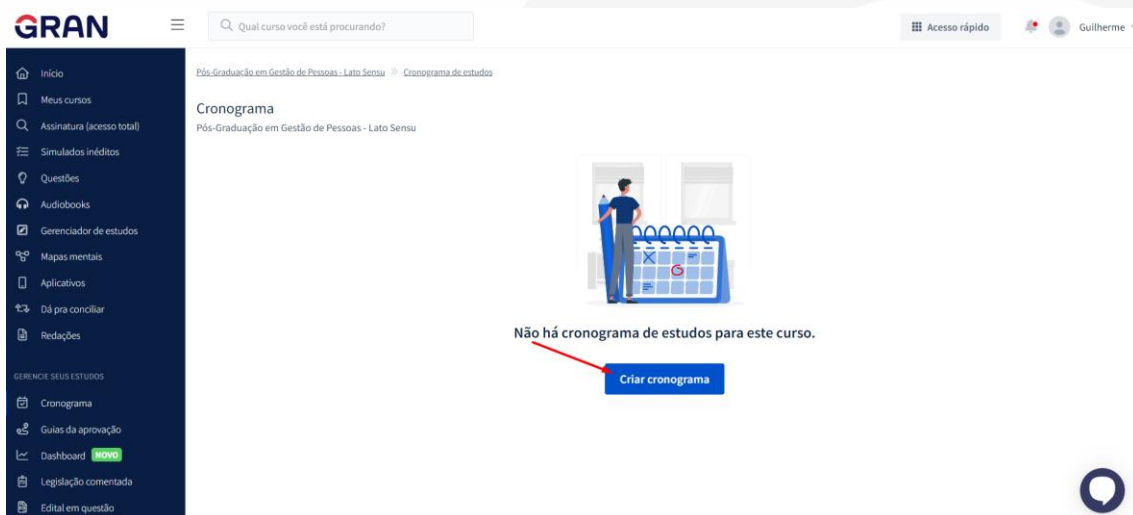 GRAN
Qual curso você está procurando?
Acesso rápido
Guilherme
Início
Meus cursos
Assinatura (acesso total)
Simulados inéditos
Questões
Audiobooks
Gerenciador de estudos
Mapas mentais
Aplicativos
Dá pra conciliar
Redações
GERENCIE SEUS ESTUDOS
Cronograma
Guias da aprovação
Dashboard NOVO
Legislação comentada
Edital em questão
Pós-Graduação em Gestão de Pessoas - Lato Sensu » Cronograma de estudos
Cronograma
Pós-Graduação em Gestão de Pessoas - Lato Sensu
Não há cronograma de estudos para este curso.
Criar cronograma